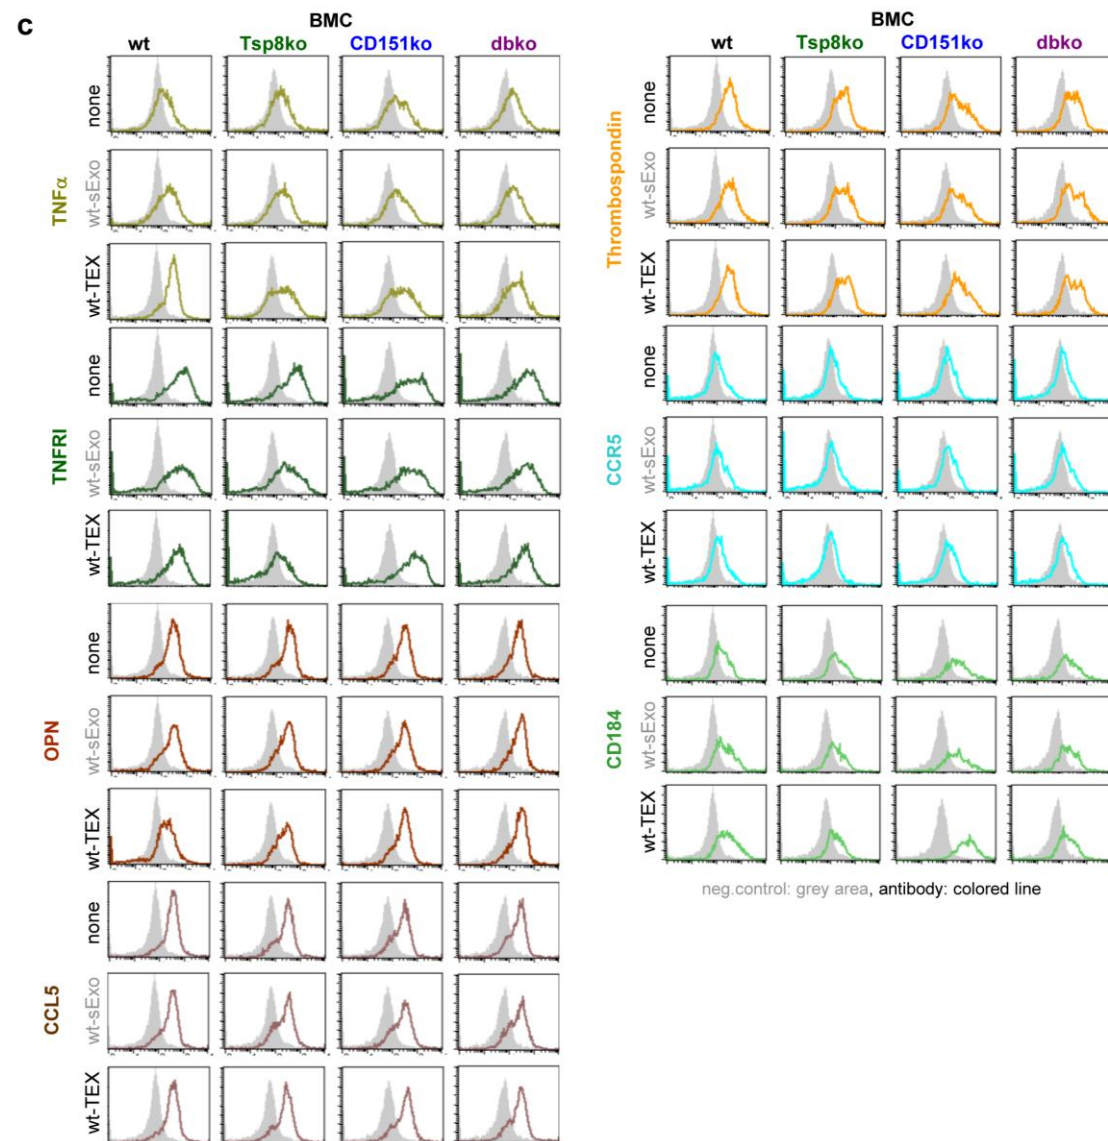 c
BMC
wt Tsp8ko CD151ko dbko
TNFα
none
wt-sExo
wt-TEX
TNFRI
none
wt-sExo
wt-TEX
OPN
none
wt-sExo
wt-TEX
CCL5
none
wt-sExo
wt-TEX
BMC
wt Tsp8ko CD151ko dbko
Thrombospondin
none
wt-sExo
wt-TEX
CCR5
none
wt-sExo
wt-TEX
CD184
none
wt-sExo
wt-TEX
neg.control: grey area, antibody: colored line